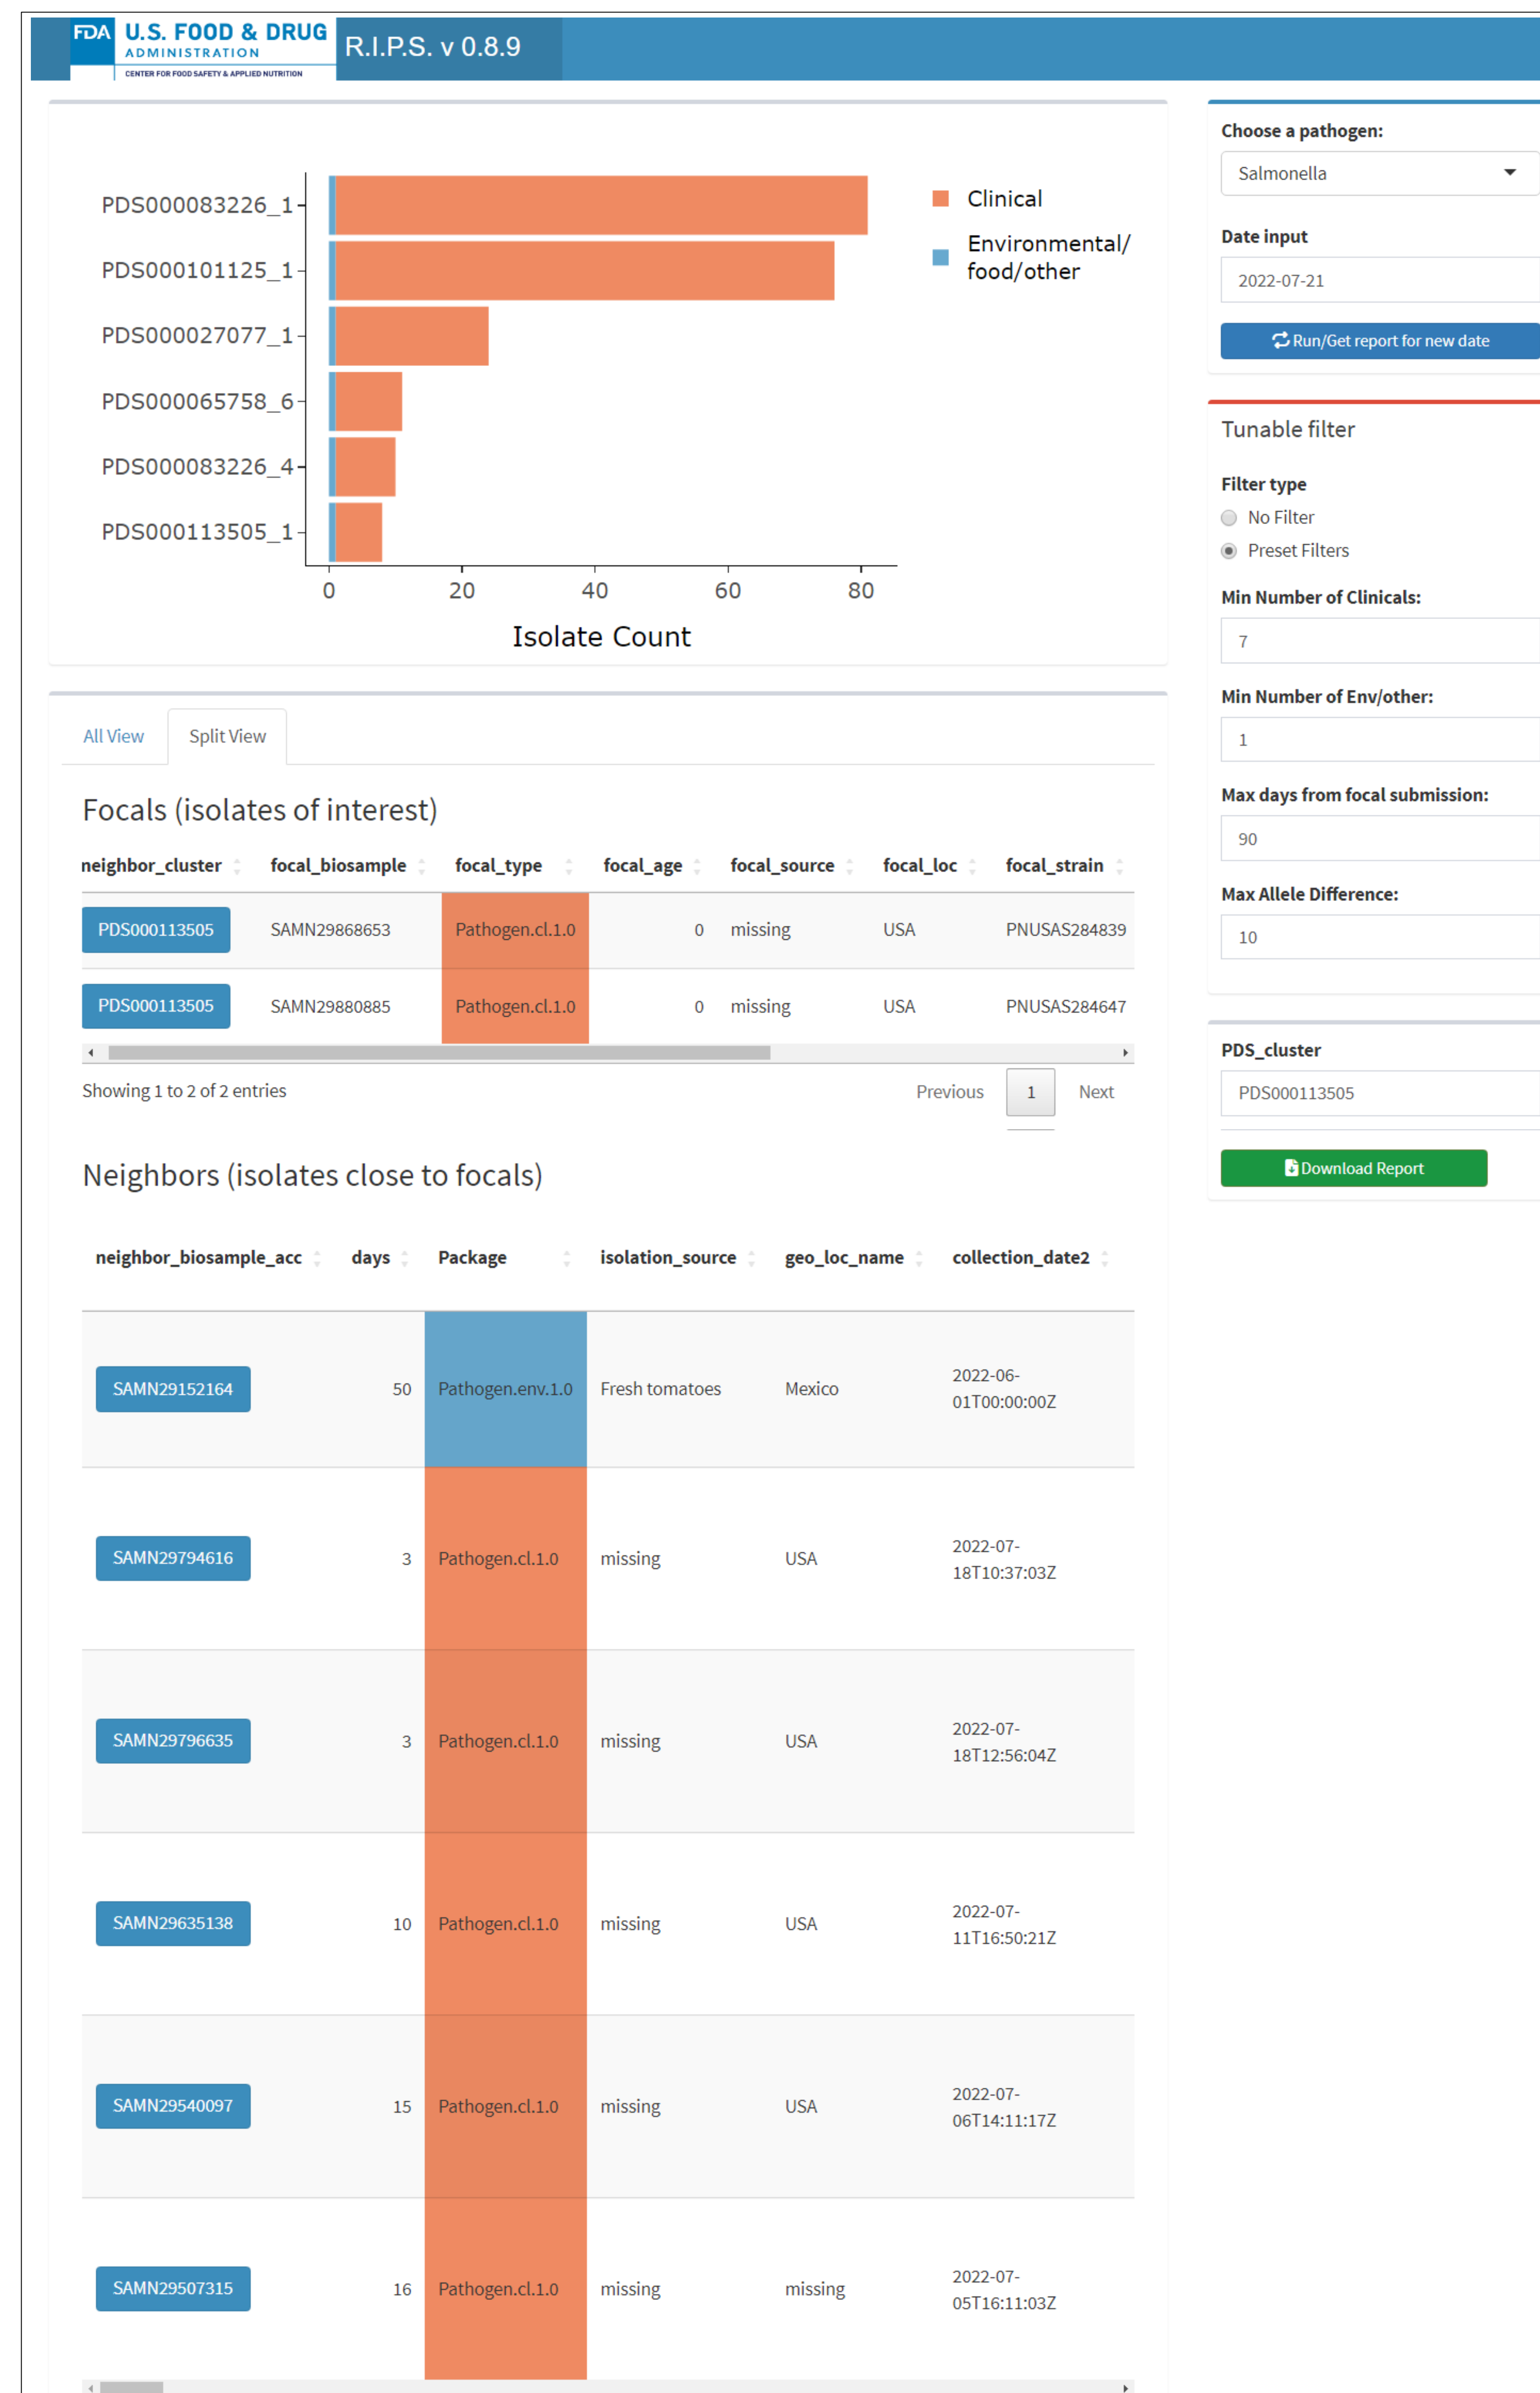 FDA U.S. FOOD & DRUG
ADMINISTRATION
CENTER FOR FOOD SAFETY & APPLIED NUTRITION
R.I.P.S. v 0.8.9
PDS000083226_1
PDS000101125_1
PDS000027077_1
PDS000065758_6
PDS000083226_4
PDS000113505_1
0 20 40 60 80
Isolate Count
Clinical
Environmental/
food/other
Choose a pathogen:
Salmonella
Date input
2022-07-21
Run/Get report for new date
Tunable filter
Filter type
No Filter
Preset Filters
Min Number of Clinicals:
7
Min Number of Env/other:
1
Max days from focal submission:
90
Max Allele Difference:
10
PDS_cluster
PDS000113505
Download Report
All View Split View
Focals (isolates of interest)
neighbor_cluster focal_biosample focal_type focal_age focal_source focal_loc focal_strain
PDS000113505 SAMN29868653 Pathogen.cl.1.0 0 missing USA PNUSAS284839
PDS000113505 SAMN29880885 Pathogen.cl.1.0 0 missing USA PNUSAS284647
Showing 1 to 2 of 2 entries
Previous 1 Next
Neighbors (isolates close to focals)
neighbor_biosample_acc days Package isolation_source geo_loc_name collection_date2
SAMN29152164 50 Pathogen.env.1.0 Fresh tomatoes Mexico 2022-06-
01T00:00:00Z
SAMN29794616 3 Pathogen.cl.1.0 missing USA 2022-07-
18T10:37:03Z
SAMN29796635 3 Pathogen.cl.1.0 missing USA 2022-07-
18T12:56:04Z
SAMN29635138 10 Pathogen.cl.1.0 missing USA 2022-07-
11T16:50:21Z
SAMN29540097 15 Pathogen.cl.1.0 missing USA 2022-07-
06T14:11:17Z
SAMN29507315 16 Pathogen.cl.1.0 missing missing 2022-07-
05T16:11:03Z